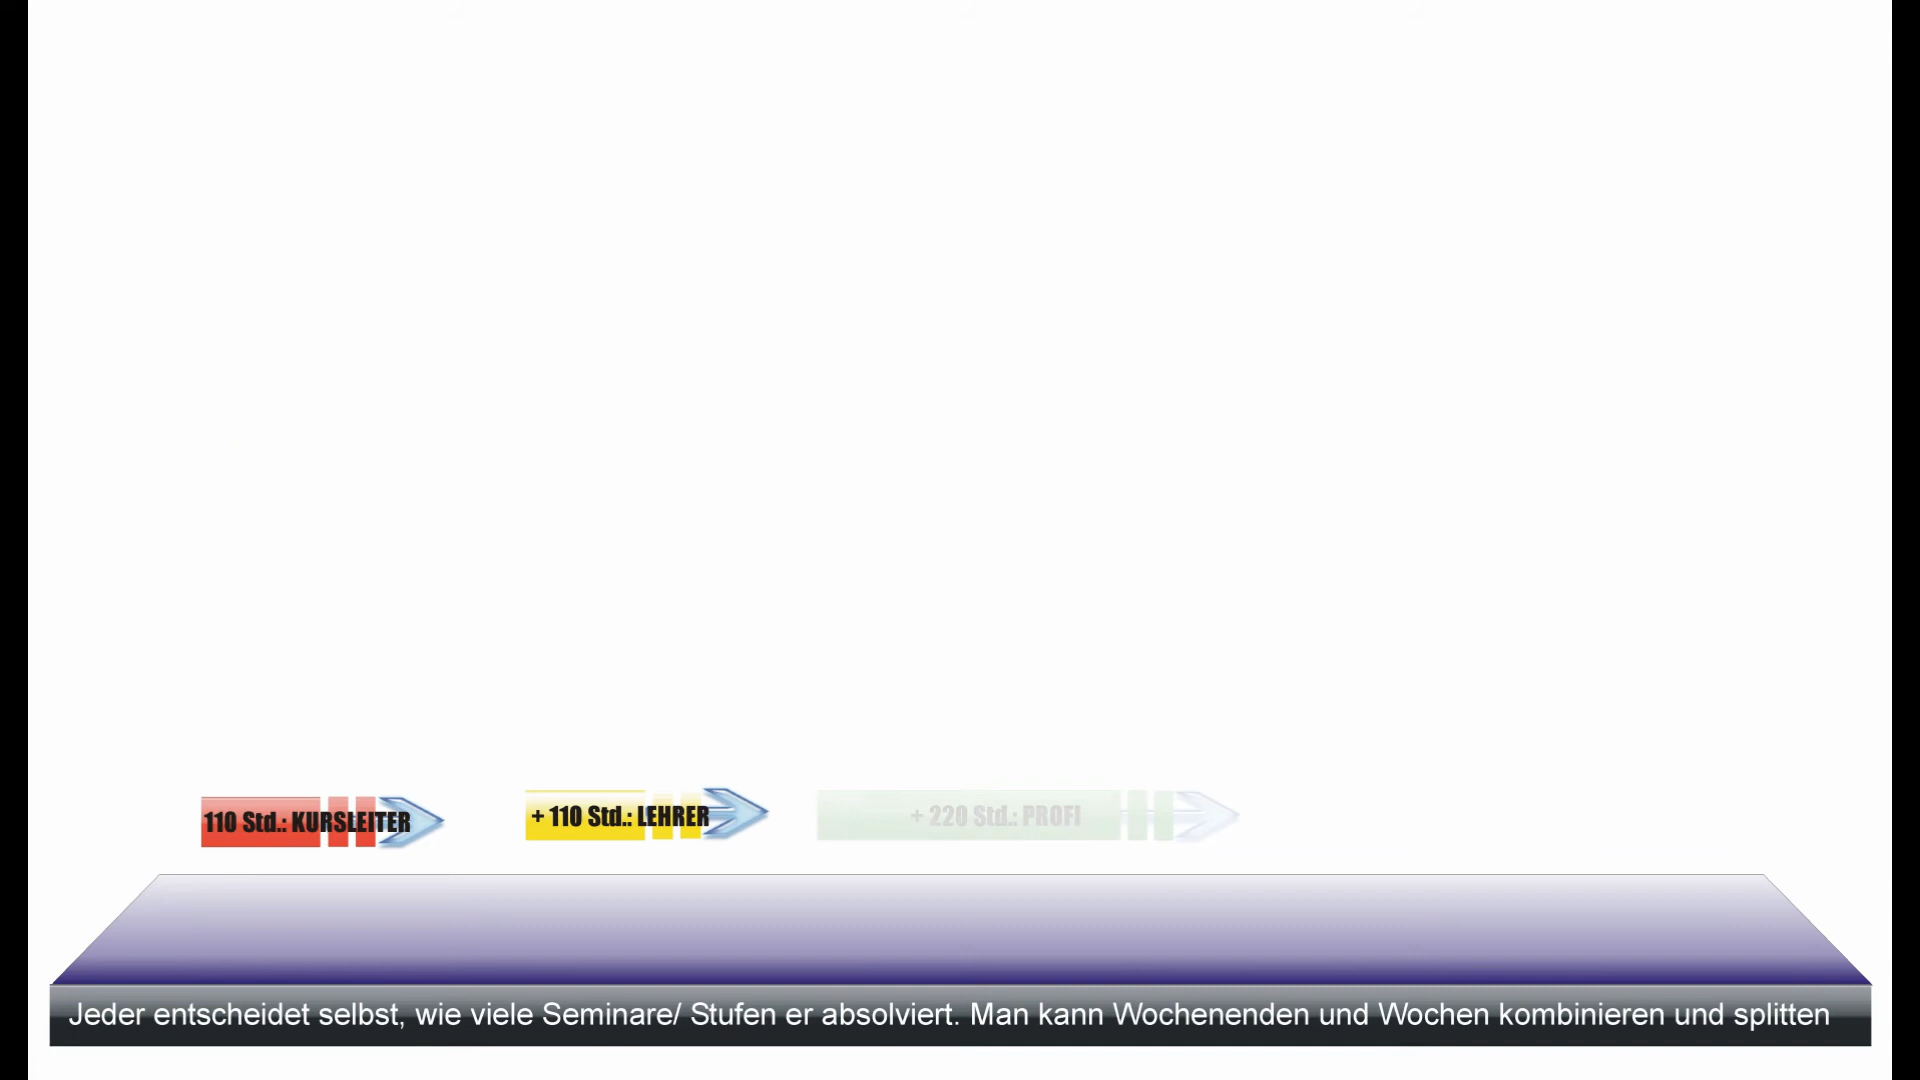 110 Std.: KURSLEITER
+ 110 Std.: LEHRER
+ 220 Std.: PROFI
Jeder entscheidet selbst, wie viele Seminare/ Stufen er absolviert. Man kann Wochenenden und Wochen kombinieren und splitten